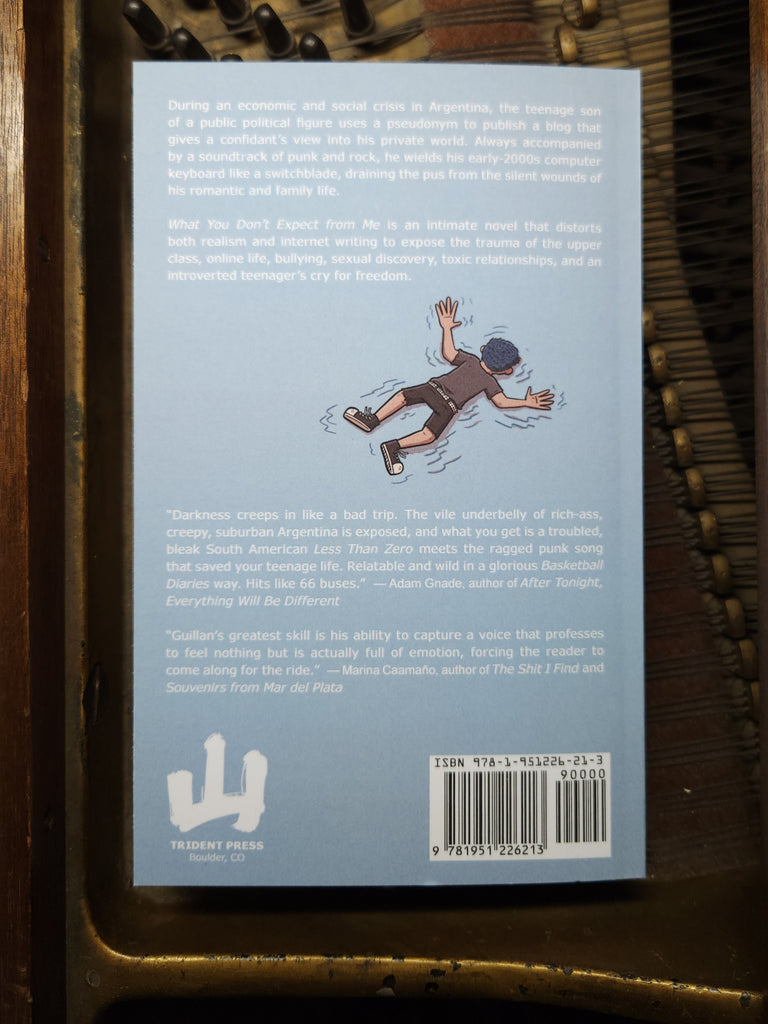 During an economic and social crisis in Argentina, the teenage son
of a public political figure uses a pseudonym to publish a blog that
gives a confidant's view into his private world. Always accompanied
by a soundtrack of punk and rock, he wields his early-2000s computer
keyboard like a switchblade, draining the pus from the silent wounds of
his romantic and family life.
What You Don't Expect from Me is an intimate novel that distorts
both realism and internet writing to expose the trauma of the upper
class, online life, bullying, sexual discovery, toxic relationships, and an
introverted teenager's cry for freedom.
"Darkness creeps in like a bad trip. The vile underbelly of rich-ass,
creepy, suburban Argentina is exposed, and what you get is a troubled,
bleak South American Less Than Zero meets the ragged punk song
that saved your teenage life. Relatable and wild in a glorious Basketball
Diaries way. Hits like 66 buses." — Adam Gnade, author of After Tonight,
Everything Will Be Different
"Guillan's greatest skill is his ability to capture a voice that professes
to feel nothing but is actually full of emotion, forcing the reader to
come along for the ride." — Marina Caamaño, author of The Shit I Find and
Souvenirs from Mar del Plata
TRIDENT PRESS
Boulder, CO
ISBN 978-1-951226-21-3
90000
9 781951 226213